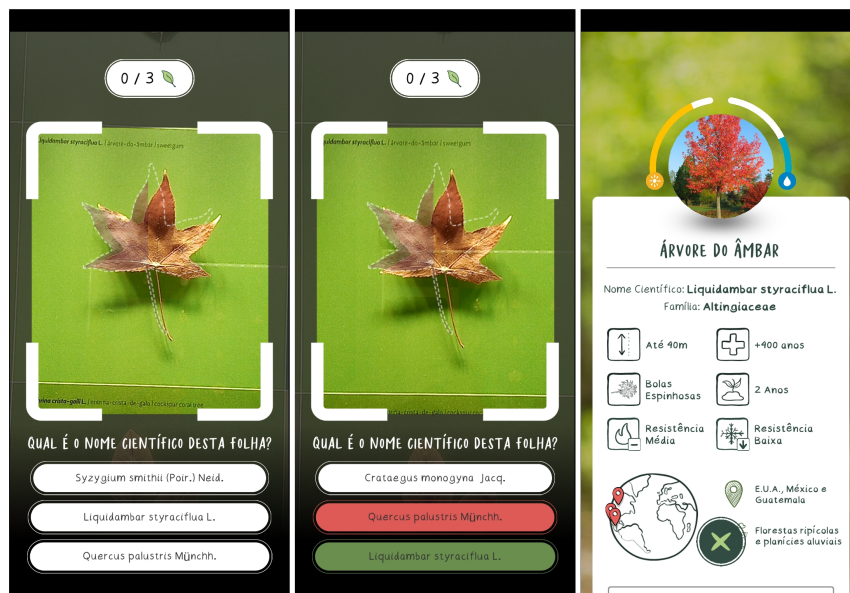 0 / 3
liquidambar styraciflua L. | árvore-do-âmbar | sweetgum
crista-galli L. |
QUAL É O NOME CIENTÍFICO DESTA FOLHA?
Syzygium smithii (Poir.) Neid.
Liquidambar styraciflua L.
Quercus palustris Münchh.
0 / 3
quidambar styraciflua L. | árvore-do-âmbar | sweetgum
QUAL É O NOME CIENTÍFICO DESTA FOLHA?
Crataegus monogyna Jacq.
Quercus palustris Münchh.
Liquidambar styraciflua L.
ÁRVORE DO ÂMBAR
Nome Científico: Liquidambar styraciflua L.
Família: Altingiaceae
Até 40m
+400 anos
Bolas
Espinhosas
2 Anos
Resistência
Média
Resistência
Baixa
E.U.A., México e
Guatemala
Florestas ripícolas
e planícies aluviais